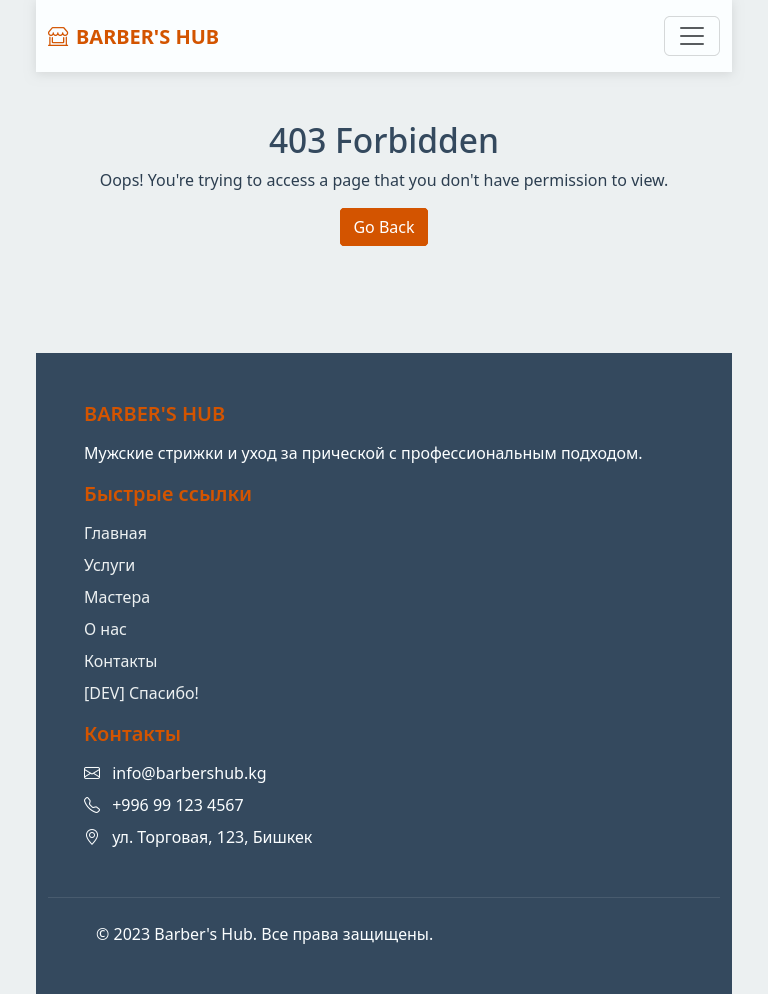 BARBER'S HUB
403 Forbidden
Oops! You're trying to access a page that you don't have permission to view.
Go Back
BARBER'S HUB
Мужские стрижки и уход за прической с профессиональным подходом.
Быстрые ссылки
Главная
Услуги
Мастера
О нас
Контакты
[DEV] Спасибо!
Контакты
info@barbershub.kg
+996 99 123 4567
ул. Торговая, 123, Бишкек
© 2023 Barber's Hub. Все права защищены.